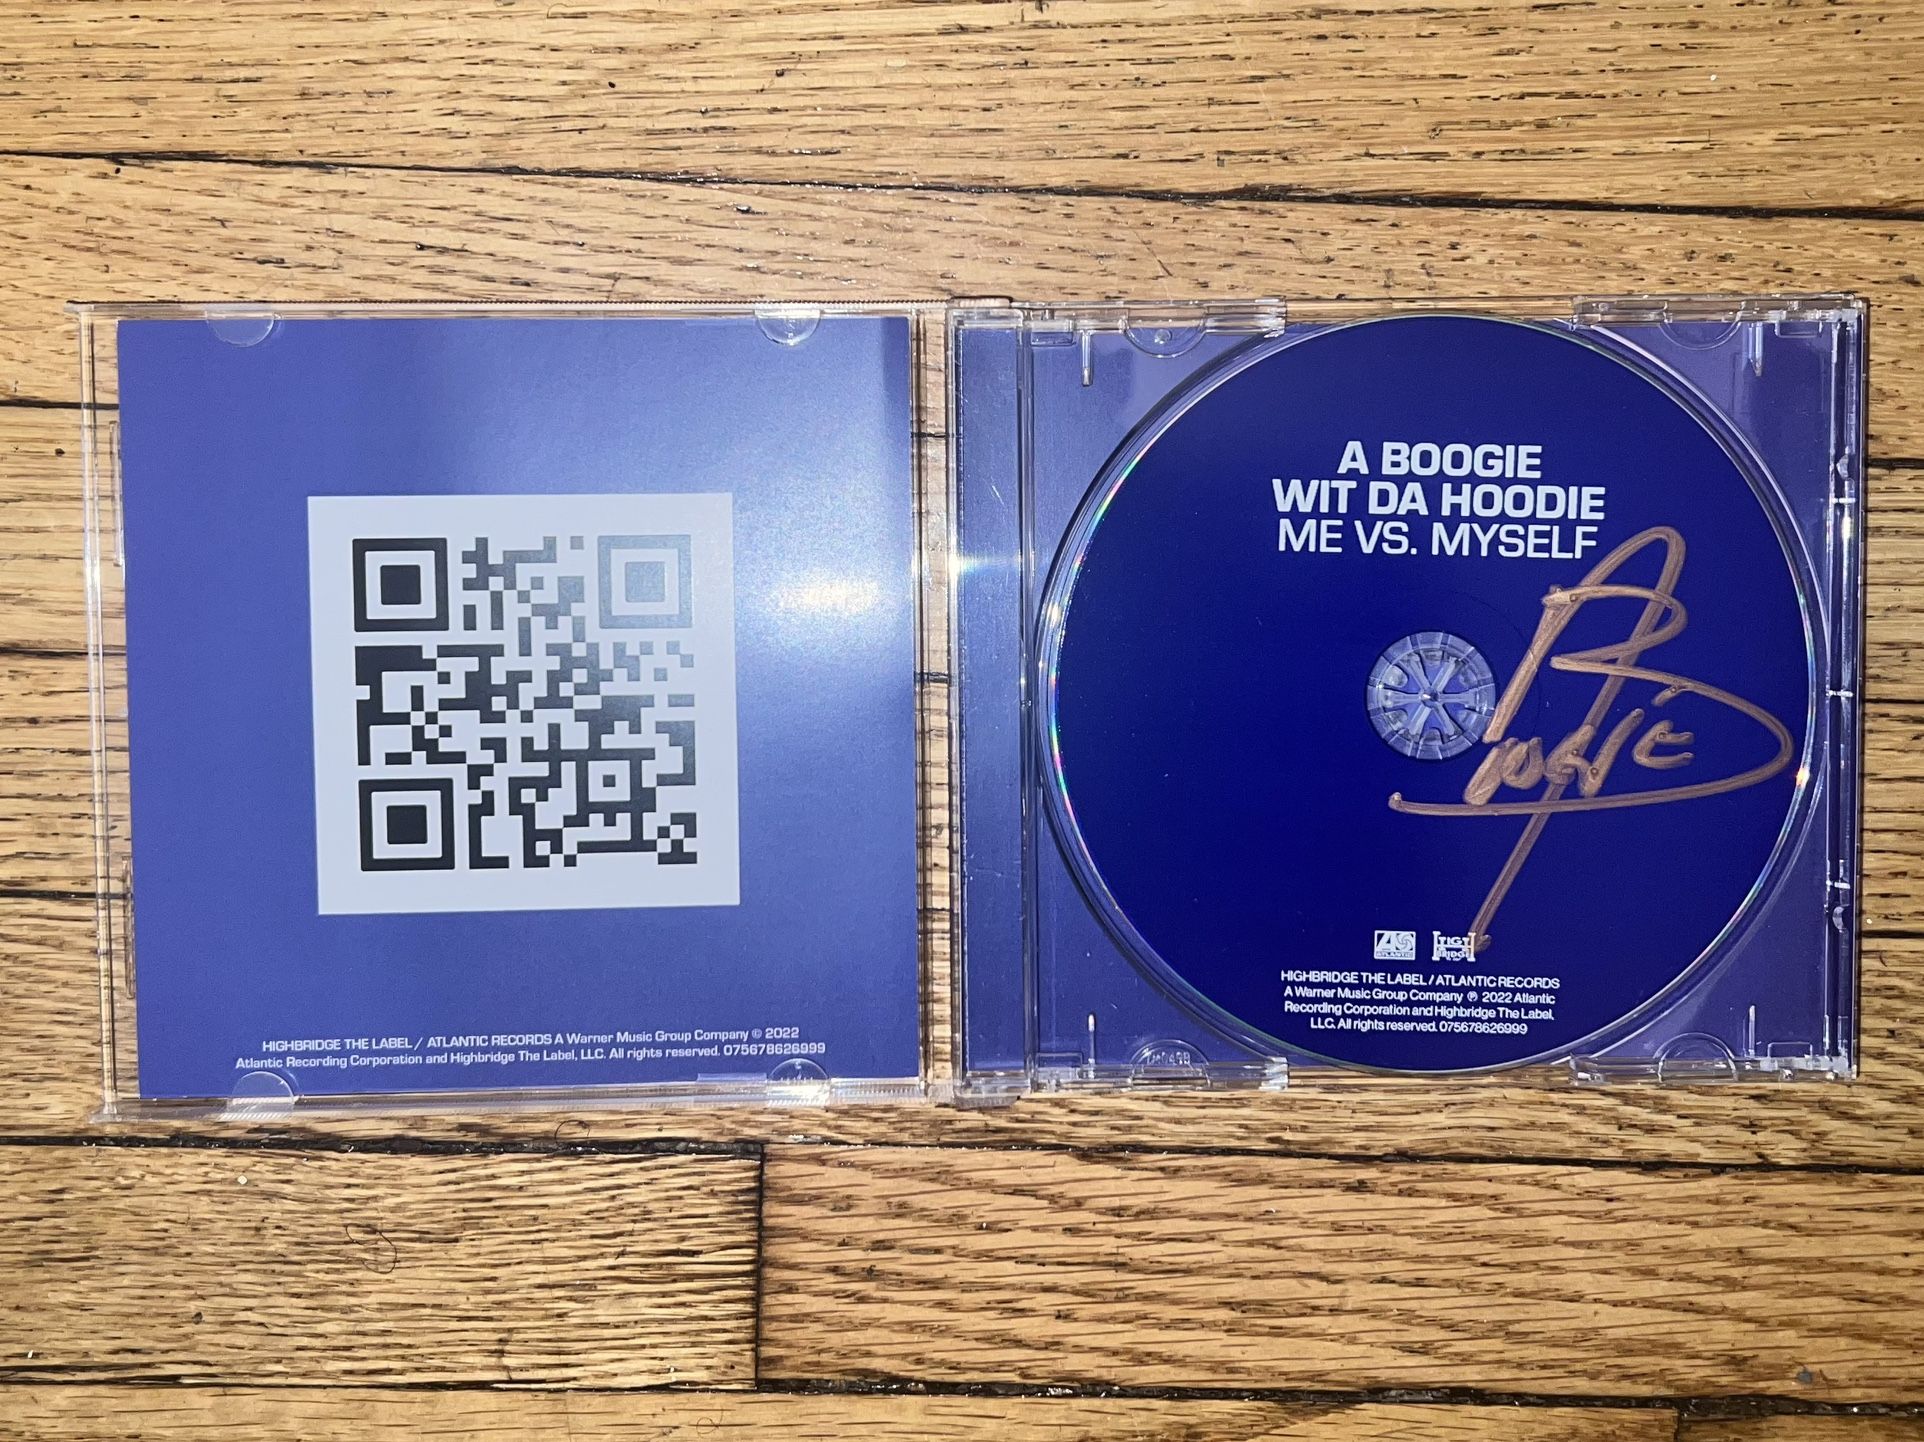 HIGHBRIDGE THE LABEL / ATLANTIC RECORDS A Warner Music Group Company © 2022
Atlantic Recording Corporation and Highbridge The Label, LLC. All rights reserved. 075678626999
A BOOGIE
WIT DA HOODIE
ME VS. MYSELF
ATLANTIC
BRIDGE
HIGHBRIDGE THE LABEL / ATLANTIC RECORDS
A Warner Music Group Company ℗ 2022 Atlantic
Recording Corporation and Highbridge The Label,
LLC. All rights reserved. 075678626999